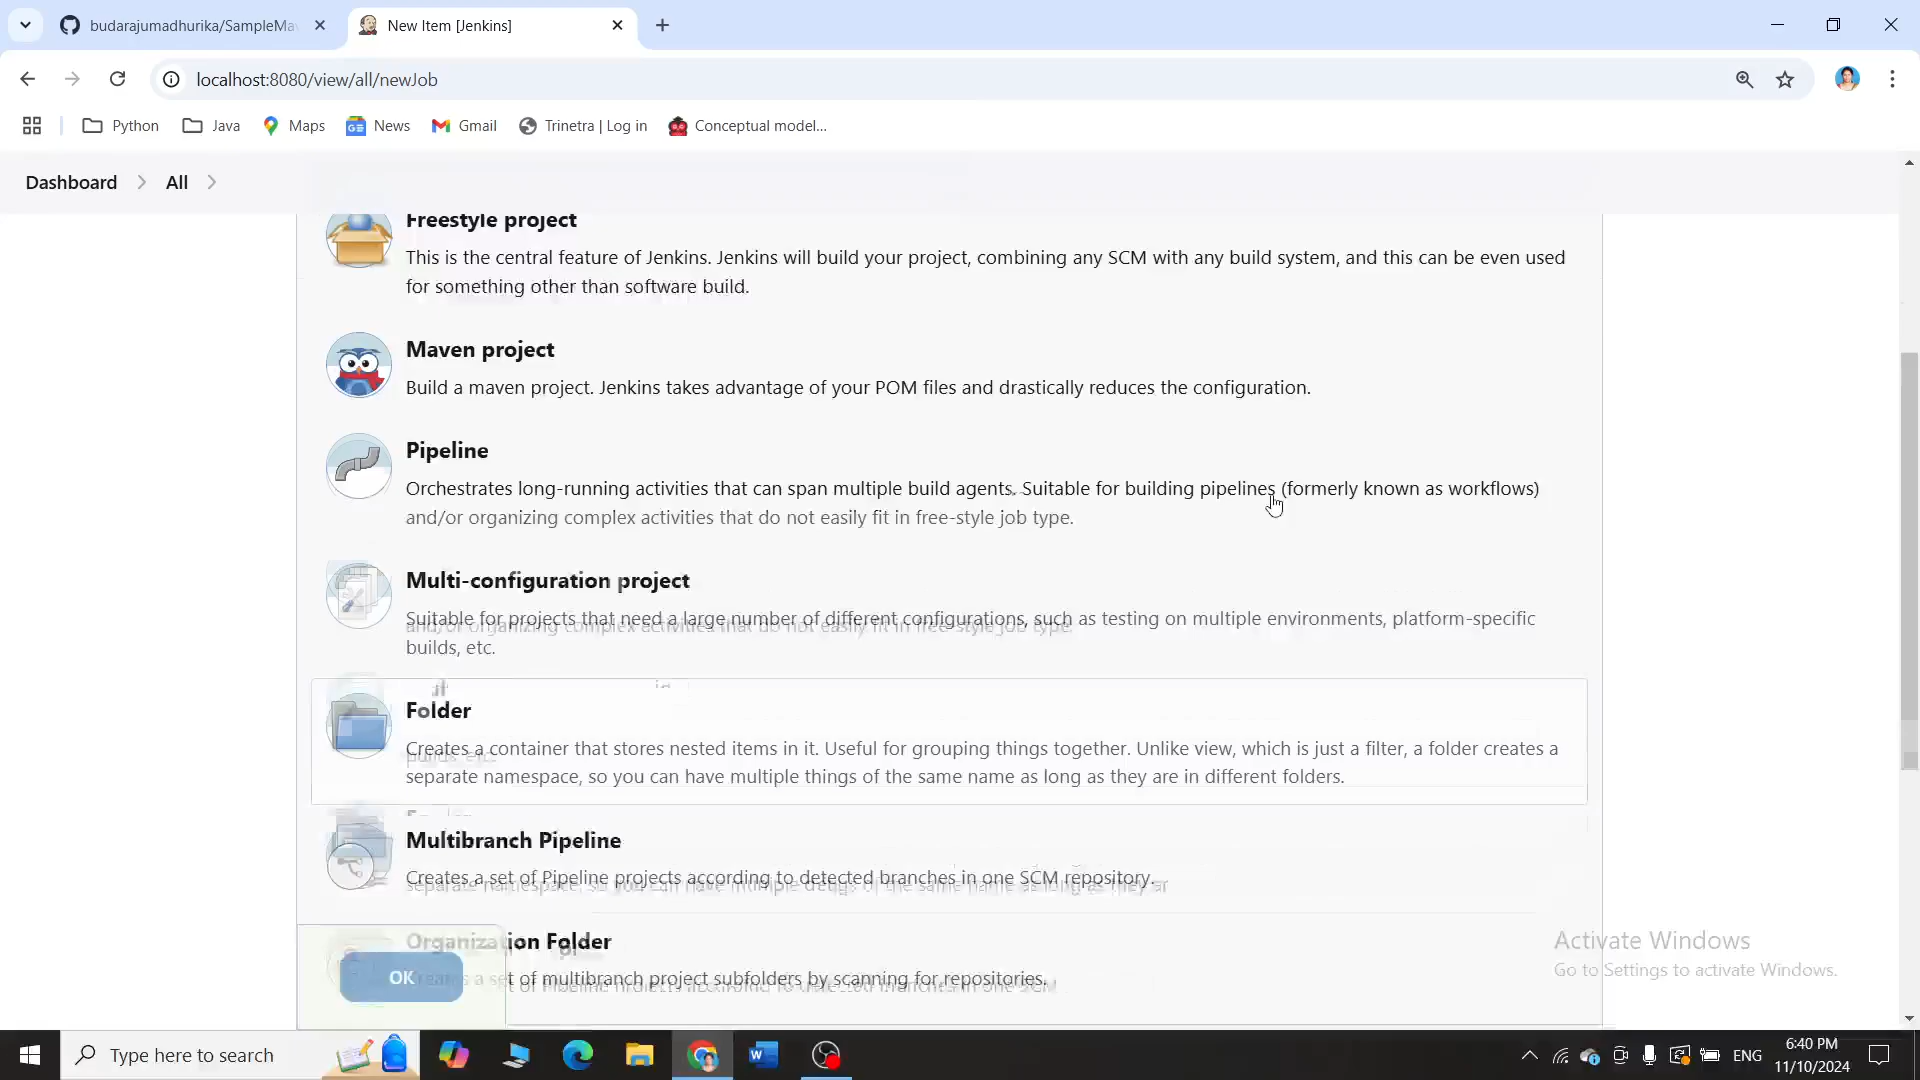 budarajumadhurika/SampleMa
New Item [Jenkins]
localhost:8080/view/all/newJob
Python
Java
Maps
News
Gmail
Trinetra | Log in
Conceptual model...
Dashboard
All
Freestyle project
This is the central feature of Jenkins. Jenkins will build your project, combining any SCM with any build system, and this can be even used
for something other than software build.
Maven project
Build a maven project. Jenkins takes advantage of your POM files and drastically reduces the configuration.
Pipeline
Orchestrates long-running activities that can span multiple build agents. Suitable for building pipelines (formerly known as workflows)
and/or organizing complex activities that do not easily fit in free-style job type.
Multi-configuration project
Suitable for projects that need a large number of different configurations, such as testing on multiple environments, platform-specific
builds, etc.
Folder
Creates a container that stores nested items in it. Useful for grouping things together. Unlike view, which is just a filter, a folder creates a
separate namespace, so you can have multiple things of the same name as long as they are in different folders.
Multibranch Pipeline
Creates a set of Pipeline projects according to detected branches in one SCM repository.
Organization Folder
Creates a set of multibranch project subfolders by scanning for repositories.
OK
Activate Windows
Go to Settings to activate Windows.
Type here to search
ENG
6:40 PM
11/10/2024